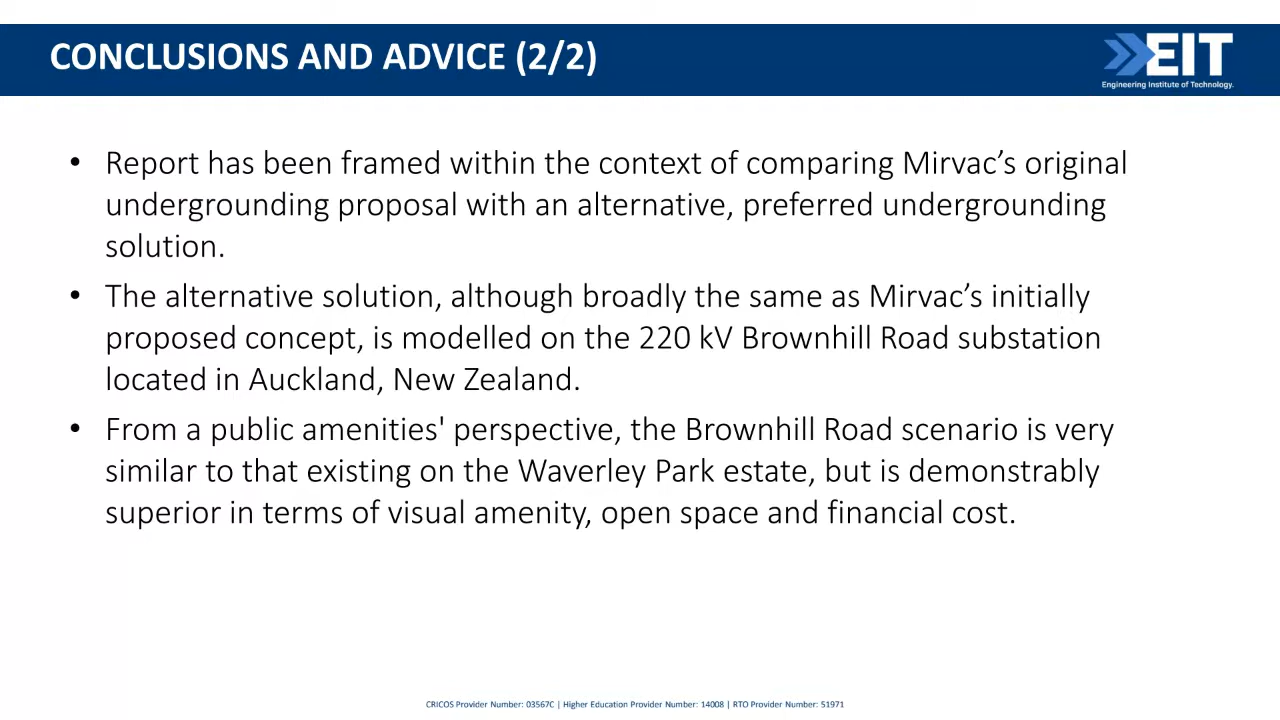 CONCLUSIONS AND ADVICE (2/2)
EIT
Engineering Institute of Technology.
• Report has been framed within the context of comparing Mirvac’s original
undergrounding proposal with an alternative, preferred undergrounding
solution.
• The alternative solution, although broadly the same as Mirvac’s initially
proposed concept, is modelled on the 220 kV Brownhill Road substation
located in Auckland, New Zealand.
• From a public amenities' perspective, the Brownhill Road scenario is very
similar to that existing on the Waverley Park estate, but is demonstrably
superior in terms of visual amenity, open space and financial cost.
CRICOS Provider Number: 03567C | Higher Education Provider Number: 14008 | RTO Provider Number: 51971